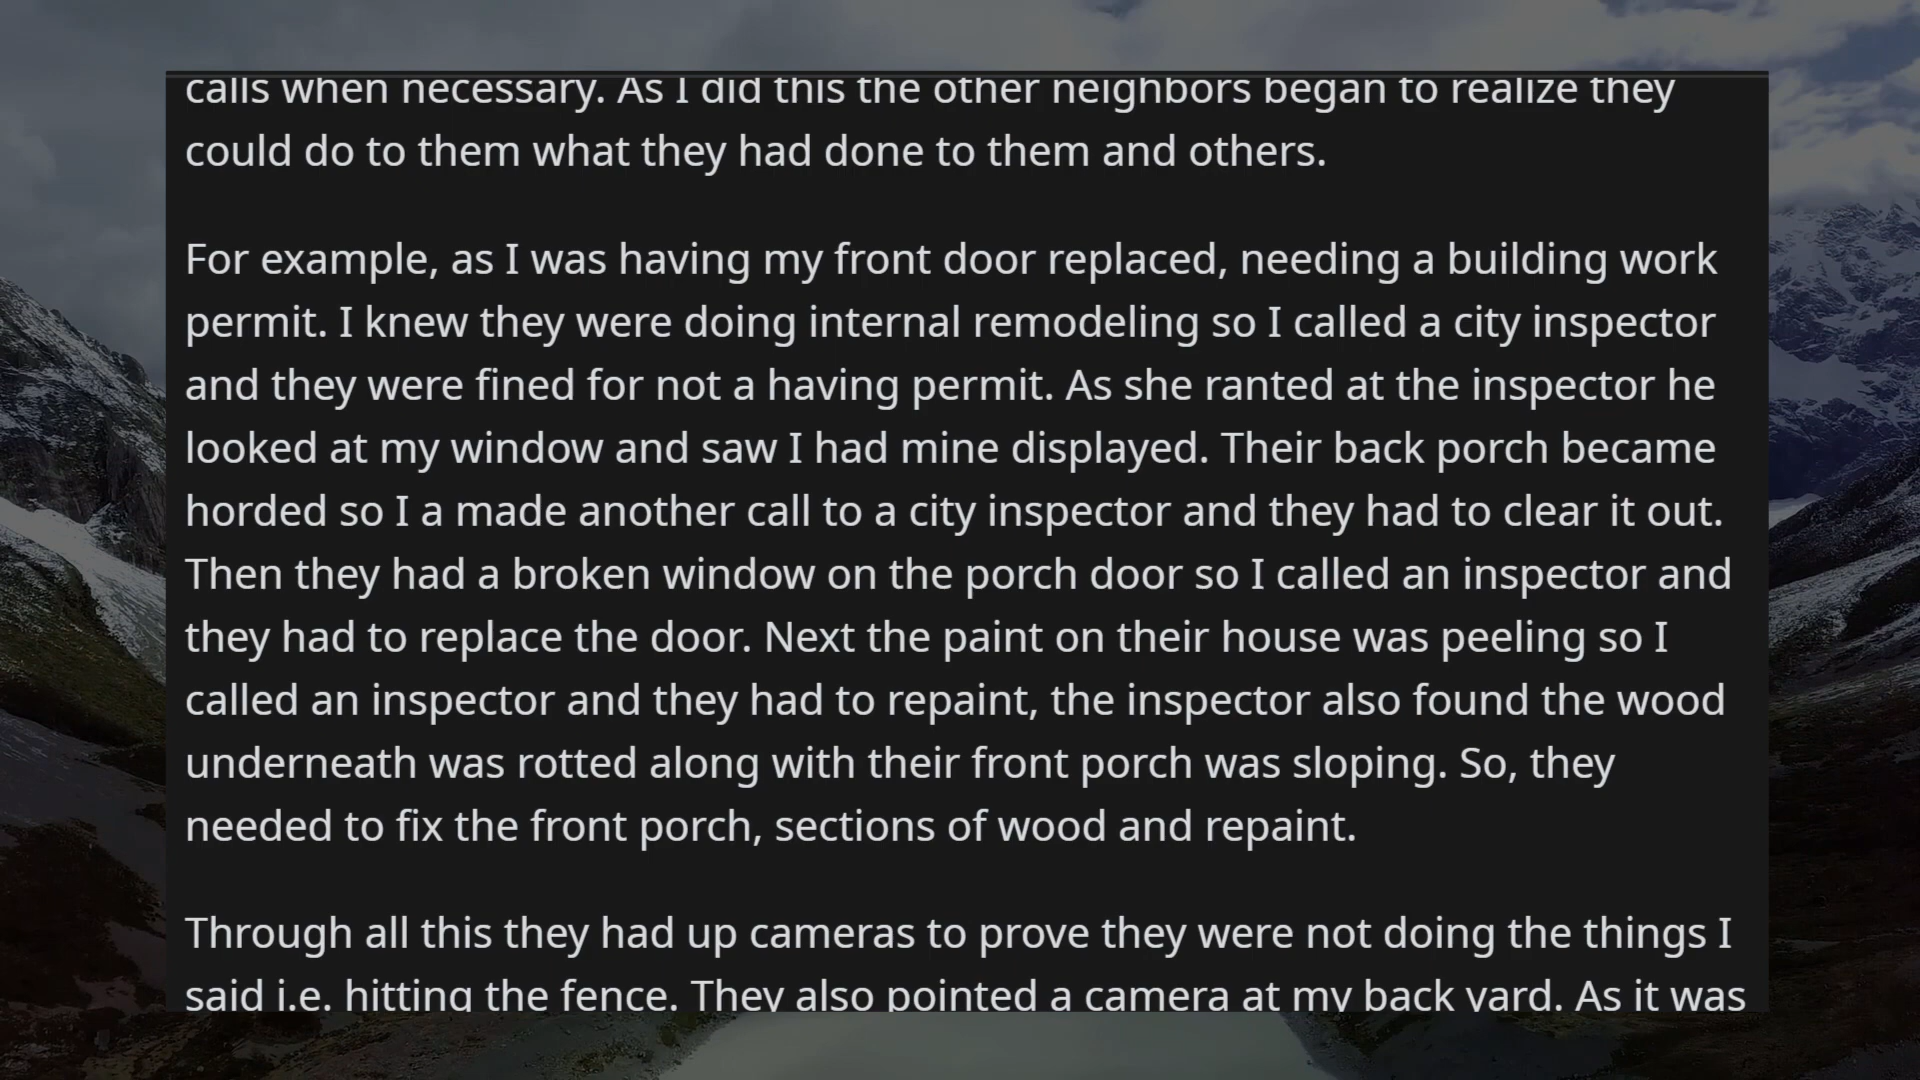 calls when necessary. As I did this the other neighbors began to realize they
could do to them what they had done to them and others.
For example, as I was having my front door replaced, needing a building work
permit. I knew they were doing internal remodeling so I called a city inspector
and they were fined for not a having permit. As she ranted at the inspector he
looked at my window and saw I had mine displayed. Their back porch became
horded so I a made another call to a city inspector and they had to clear it out.
Then they had a broken window on the porch door so I called an inspector and
they had to replace the door. Next the paint on their house was peeling so I
called an inspector and they had to repaint, the inspector also found the wood
underneath was rotted along with their front porch was sloping. So, they
needed to fix the front porch, sections of wood and repaint.
Through all this they had up cameras to prove they were not doing the things I
said i.e. hitting the fence. They also pointed a camera at my back yard. As it was